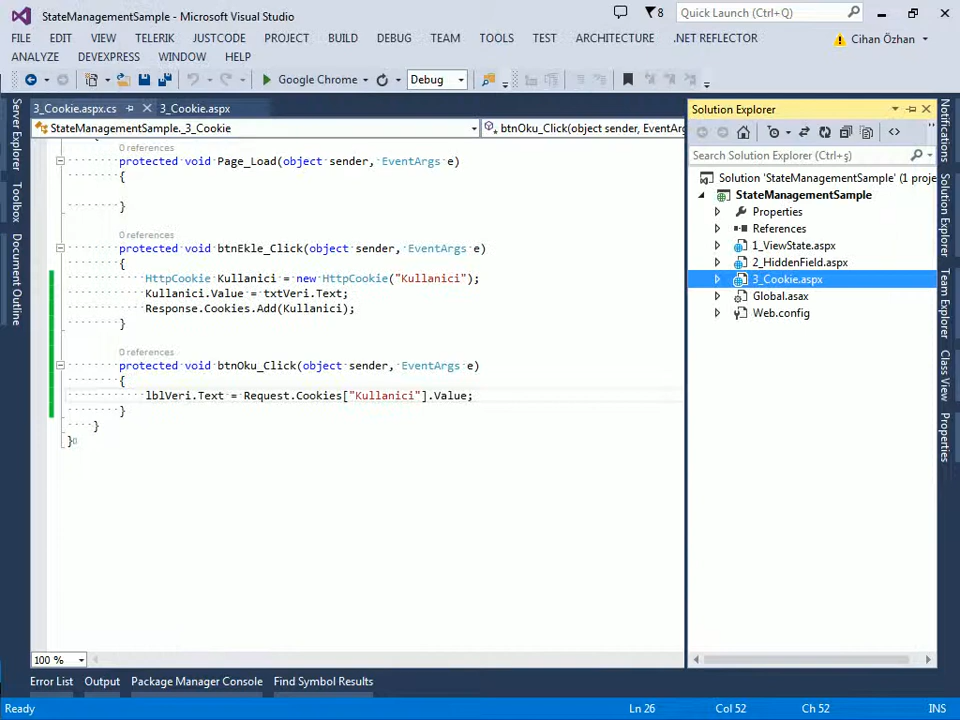 StateManagementSample - Microsoft Visual Studio
8
Quick Launch (Ctrl+Q)
FILE EDIT VIEW TELERIK JUSTCODE PROJECT BUILD DEBUG TEAM TOOLS TEST ARCHITECTURE .NET REFLECTOR
Cihan Özhan
ANALYZE DEVEXPRESS WINDOW HELP
Google Chrome
Debug
Server Explorer
Toolbox
Document Outline
3_Cookie.aspx.cs
3_Cookie.aspx
StateManagementSample._3_Cookie
btnOku_Click(object sender, EventArg
0 references
protected void Page_Load(object sender, EventArgs e)
{
}
0 references
protected void btnEkle_Click(object sender, EventArgs e)
{
HttpCookie Kullanici = new HttpCookie("Kullanici");
Kullanici.Value = txtVeri.Text;
Response.Cookies.Add(Kullanici);
}
0 references
protected void btnOku_Click(object sender, EventArgs e)
{
lblVeri.Text = Request.Cookies["Kullanici"].Value;
}
}
}
100 %
Solution Explorer
Search Solution Explorer (Ctrl+ş)
Solution 'StateManagementSample' (1 proje
StateManagementSample
Properties
References
1_ViewState.aspx
2_HiddenField.aspx
3_Cookie.aspx
Global.asax
Web.config
Notifications
Solution Explorer
Team Explorer
Class View
Properties
Error List Output Package Manager Console Find Symbol Results
Ready
Ln 26 Col 52 Ch 52 INS